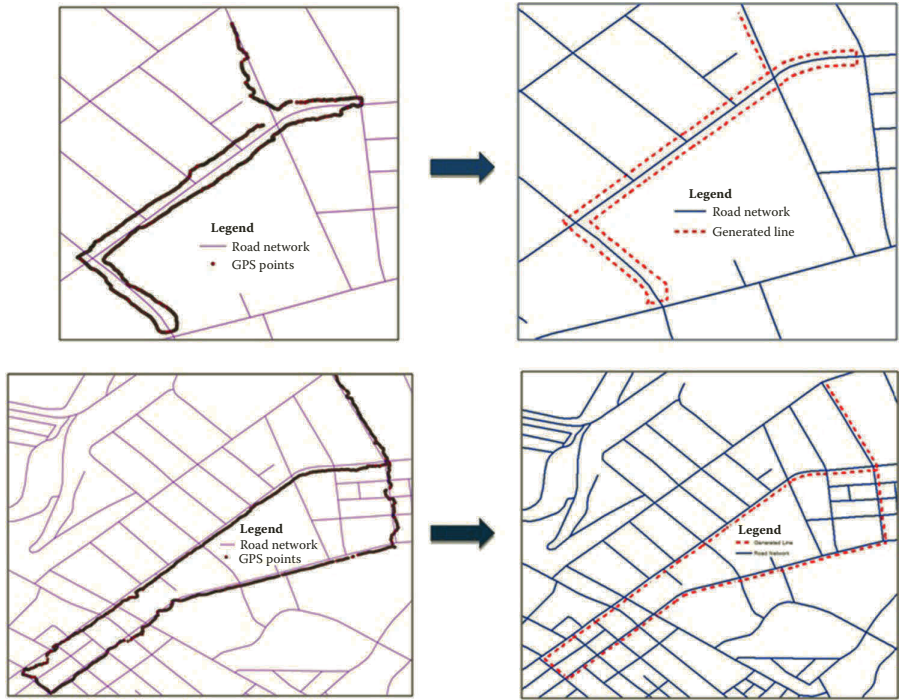 Legend
Road network
GPS points
Legend
Road network
Generated line
Legend
Road network
GPS points
Legend
Generated Line
Road Network